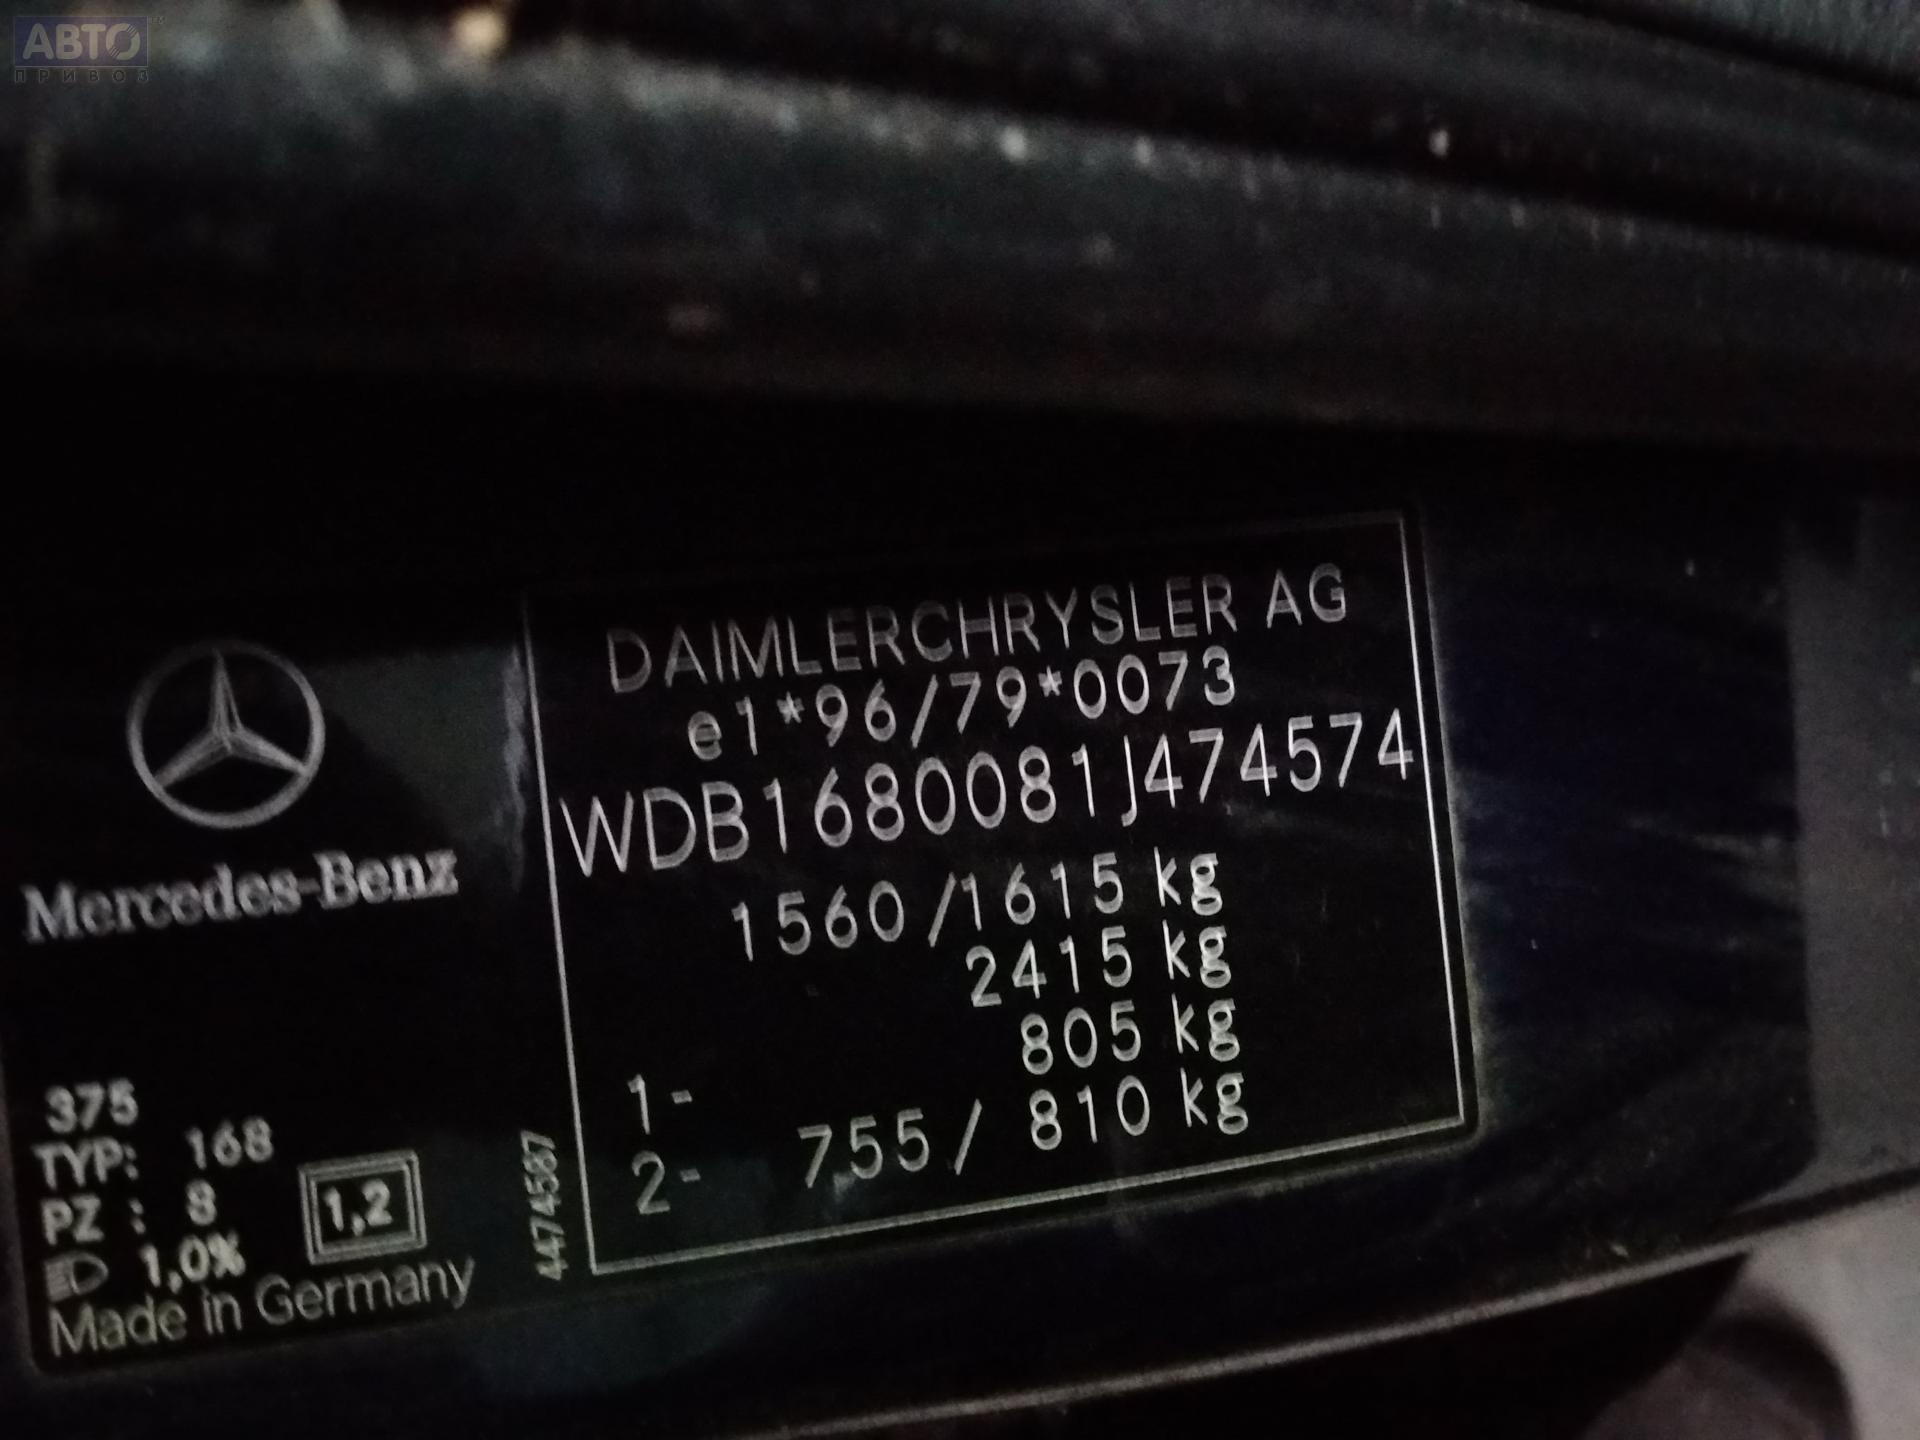 АВТО
ПРИВОЗ
DAIMLERCHRYSLER AG
e1*96/79*0073
WDB1680081J474574
1560 /1615 kg
2415 kg
1- 805 kg
2- 755/ 810 kg
Mercedes-Benz
375
TYP: 168
PZ : 8
1,0%
1,2
Made in Germany
4474587